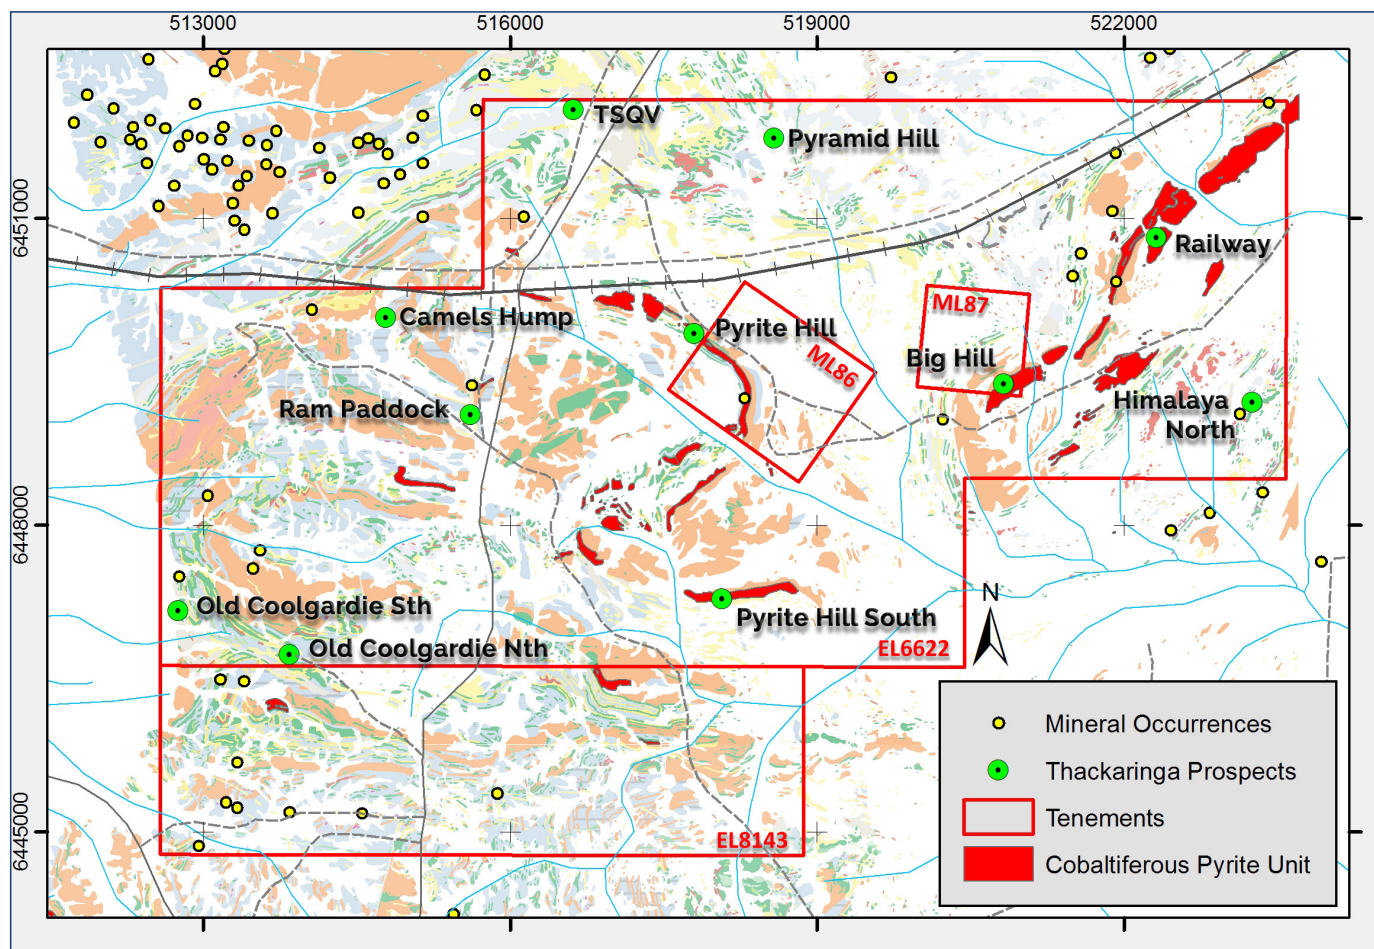 513000
516000
519000
522000
TSQV
Pyramid Hill
6451000
Railway
ML87
Camels Hump
Pyrite Hill
ML86
Big Hill
Ram Paddock
Himalaya
North
6448000
Old Coolgardie Sth
Pyrite Hill South
N
Old Coolgardie Nth
EL6622
Mineral Occurrences
Thackaringa Prospects
Tenements
Cobaltiferous Pyrite Unit
6445000
EL8143